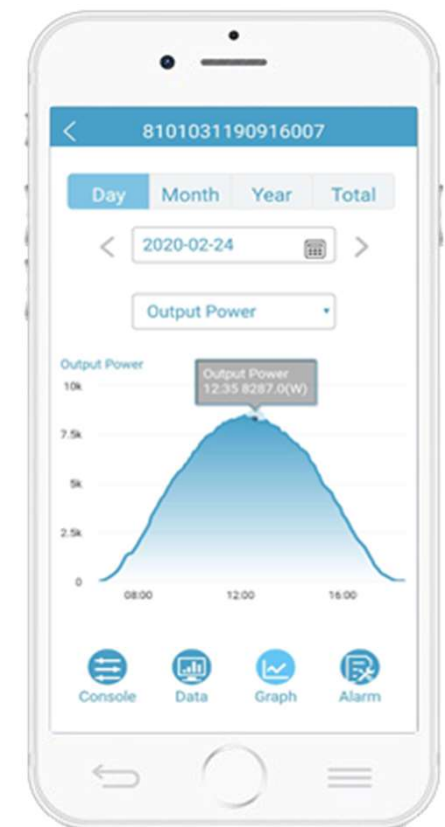 8101031190916007
Day Month Year Total
2020-02-24
Output Power
Output Power
Output Power
12:35 8287.0(W)
10k
7.5k
5k
2.5k
0
08:00 12:00 16:00
Console Data Graph Alarm